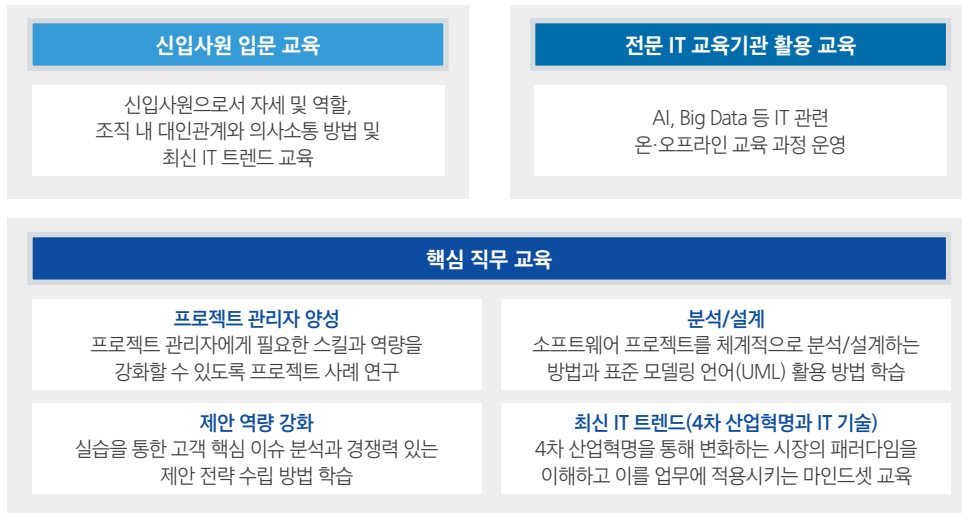 신입사원 입문 교육
신입사원으로서 자세 및 역할,
조직 내 대인관계와 의사소통 방법 및
최신 IT 트렌드 교육
전문 IT 교육기관 활용 교육
AI, Big Data 등 IT 관련
온·오프라인 교육 과정 운영
핵심 직무 교육
프로젝트 관리자 양성
프로젝트 관리자에게 필요한 스킬과 역량을
강화할 수 있도록 프로젝트 사례 연구
분석/설계
소프트웨어 프로젝트를 체계적으로 분석/설계하는
방법과 표준 모델링 언어(UML) 활용 방법 학습
제안 역량 강화
실습을 통한 고객 핵심 이슈 분석과 경쟁력 있는
제안 전략 수립 방법 학습
최신 IT 트렌드(4차 산업혁명과 IT 기술)
4차 산업혁명을 통해 변화하는 시장의 패러다임을
이해하고 이를 업무에 적용시키는 마인드셋 교육